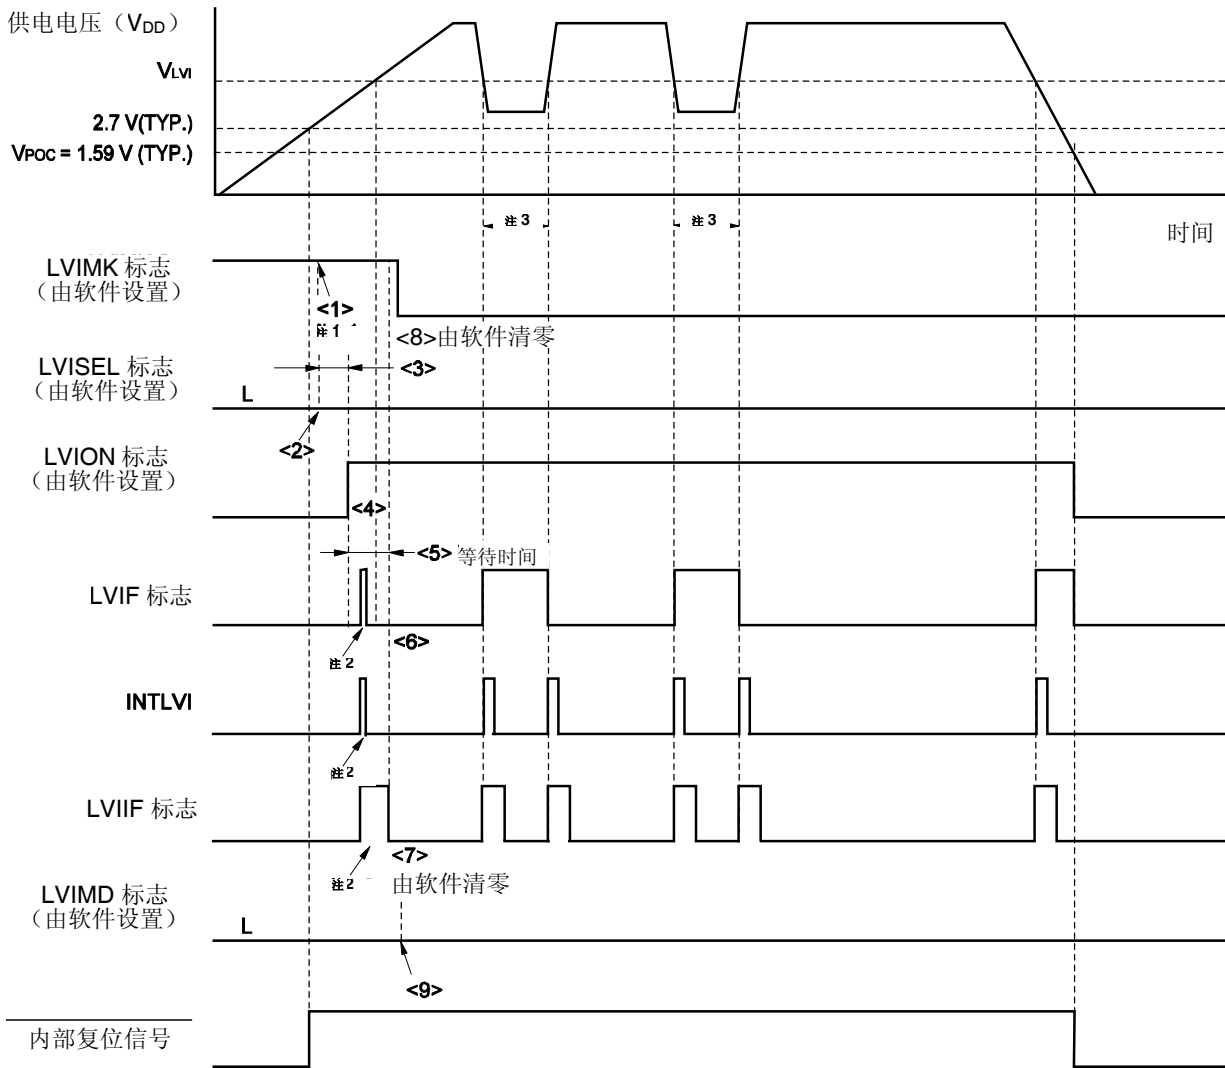 供电电压（VDD）
VLVI
2.7 V(TYP.)
VPOC = 1.59 V (TYP.)
注 3
注 3
时间
LVIMK 标志
（由软件设置）
<1>
注 1
<8>由软件清零
LVISEL 标志
（由软件设置）
<3>
L
<2>
LVION 标志
（由软件设置）
<4>
<5> 等待时间
LVIF 标志
<6>
注 2
INTLVI
注 2
LVIIF 标志
<7>
注 2
由软件清零
LVIMD 标志
（由软件设置）
L
<9>
内部复位信号